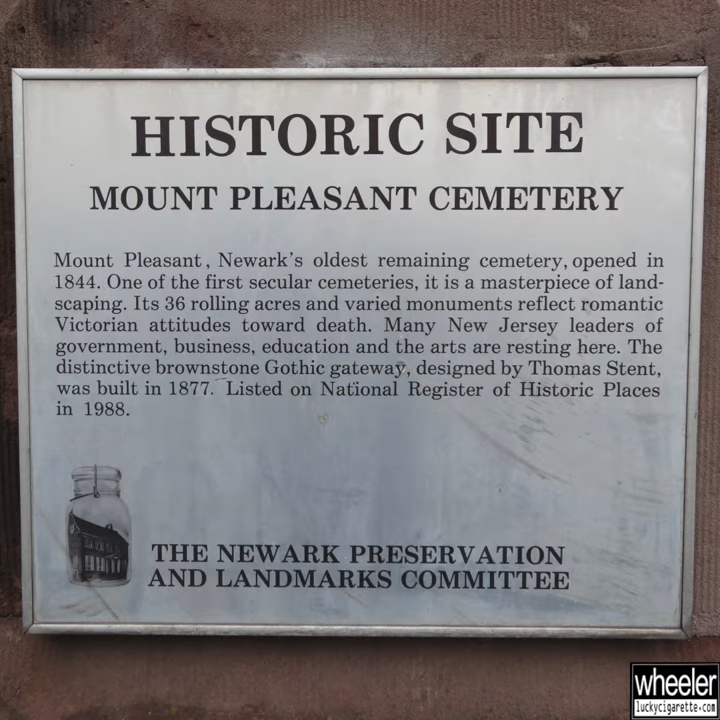 HISTORIC SITE
MOUNT PLEASANT CEMETERY
Mount Pleasant, Newark's oldest remaining cemetery, opened in
1844. One of the first secular cemeteries, it is a masterpiece of land-
scaping. Its 36 rolling acres and varied monuments reflect romantic
Victorian attitudes toward death. Many New Jersey leaders of
government, business, education and the arts are resting here. The
distinctive brownstone Gothic gateway, designed by Thomas Stent,
was built in 1877. Listed on National Register of Historic Places
in 1988.
THE NEWARK PRESERVATION
AND LANDMARKS COMMITTEE
wheeler
luckycigarette.com